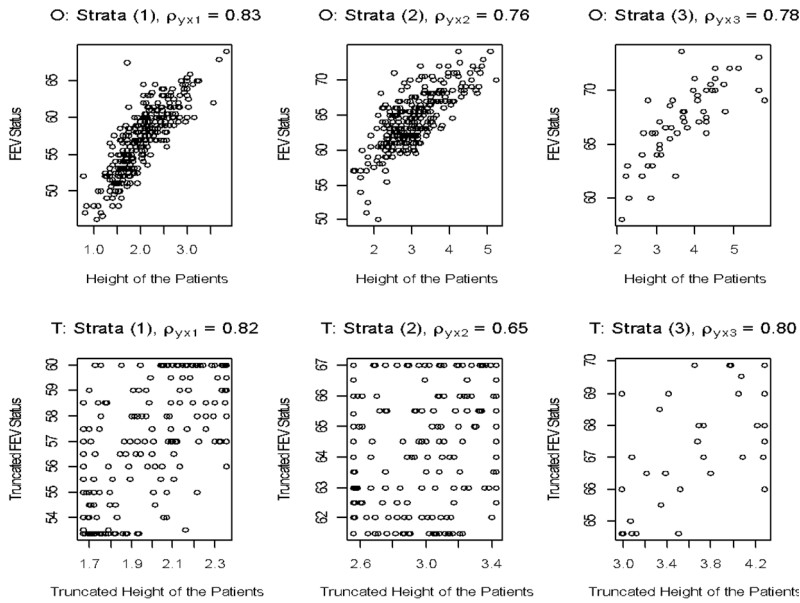 O: Strata (1), ρyx1 = 0.83
FEV Status
65
60
55
50
1.0 2.0 3.0
Height of the Patients
O: Strata (2), ρyx2 = 0.76
FEV Status
70
65
60
55
50
2 3 4 5
Height of the Patients
O: Strata (3), ρyx3 = 0.78
FEV Status
70
65
60
2 3 4 5
Height of the Patients
T: Strata (1), ρyx1 = 0.82
Truncated FEV Status
60
59
58
57
56
55
54
1.7 1.9 2.1 2.3
Truncated Height of the Patients
T: Strata (2), ρyx2 = 0.65
Truncated FEV Status
67
66
65
64
63
62
2.6 3.0 3.4
Truncated Height of the Patients
T: Strata (3), ρyx3 = 0.80
Truncated FEV Status
70
69
68
67
66
65
3.0 3.4 3.8 4.2
Truncated Height of the Patients